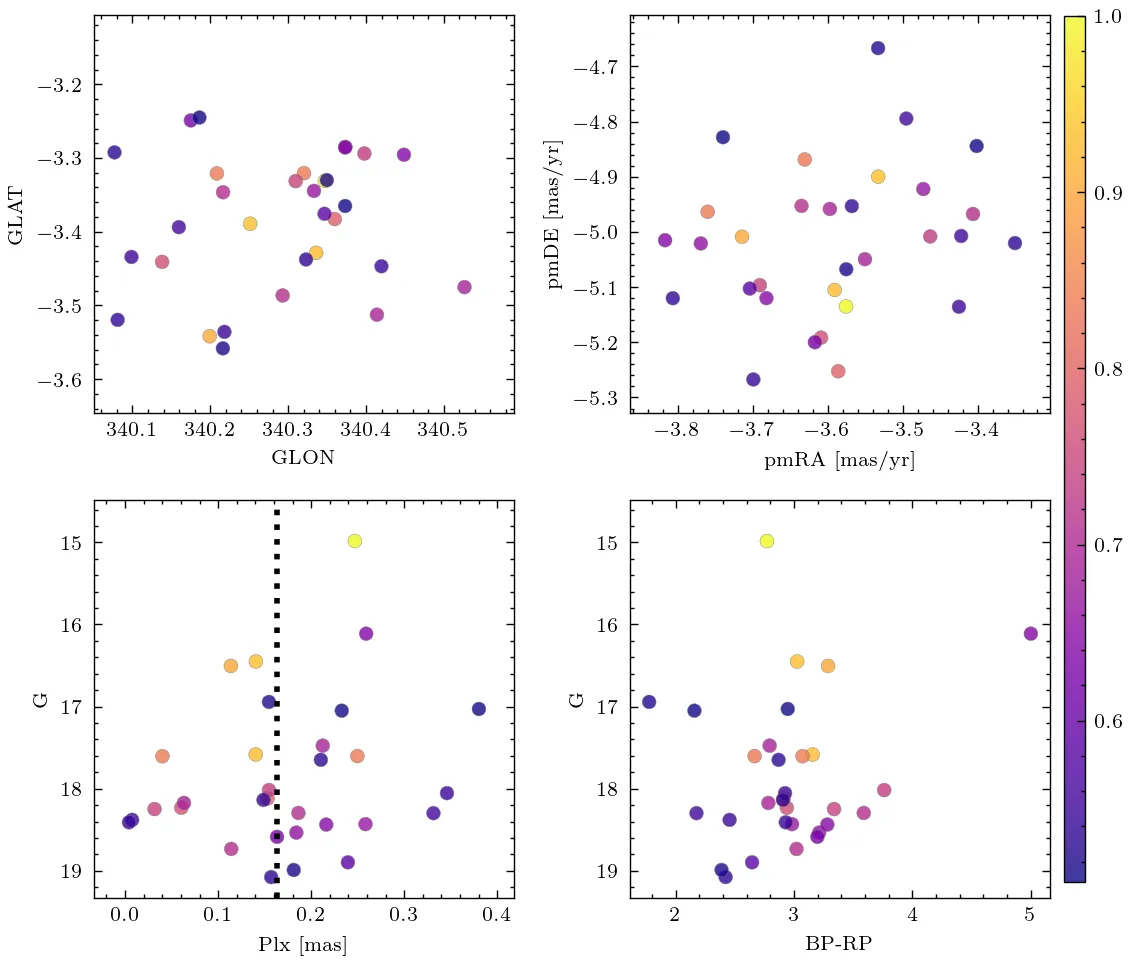 −3.2
−3.3
−3.4
−3.5
−3.6
GLAT
340.1 340.2 340.3 340.4 340.5
GLON
−4.7
−4.8
−4.9
−5.0
−5.1
−5.2
−5.3
pmDE [mas/yr]
−3.8 −3.7 −3.6 −3.5 −3.4
pmRA [mas/yr]
1.0
0.9
0.8
0.7
0.6
15
16
17
18
19
G
0.0 0.1 0.2 0.3 0.4
Plx [mas]
15
16
17
18
19
G
2 3 4 5
BP-RP